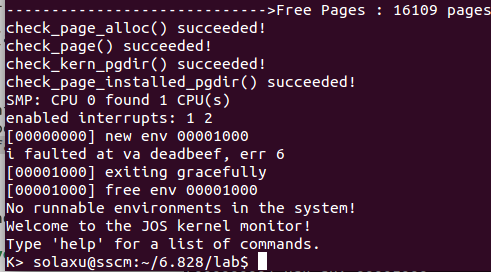 ----------------------------->Free Pages : 16109 pages
check_page_alloc() succeeded!
check_page() succeeded!
check_kern_pgdir() succeeded!
check_page_installed_pgdir() succeeded!
SMP: CPU 0 found 1 CPU(s)
enabled interrupts: 1 2
[00000000] new env 00001000
i faulted at va deadbeef, err 6
[00001000] exiting gracefully
[00001000] free env 00001000
No runnable environments in the system!
Welcome to the JOS kernel monitor!
Type 'help' for a list of commands.
K> solaxu@sscm:~/6.828/lab$